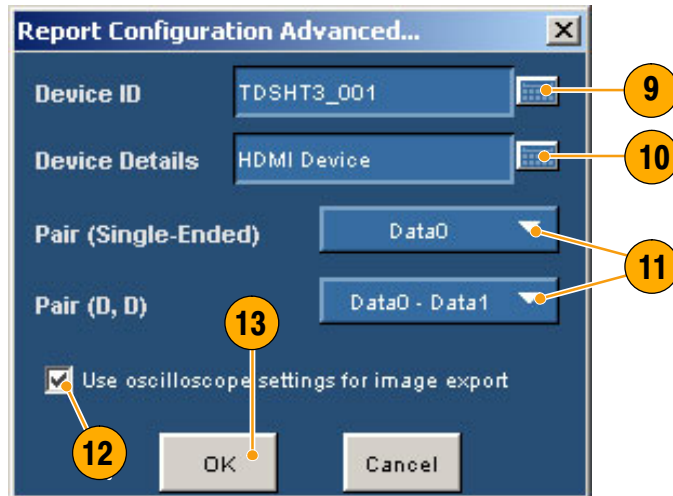 Report Configuration Advanced...
Device ID TDSHT3_001 9
Device Details HDMI Device 10
Pair (Single-Ended) Data0
11
Pair (D, D) Data0 - Data1
13
Use oscilloscope settings for image export
12
OK Cancel